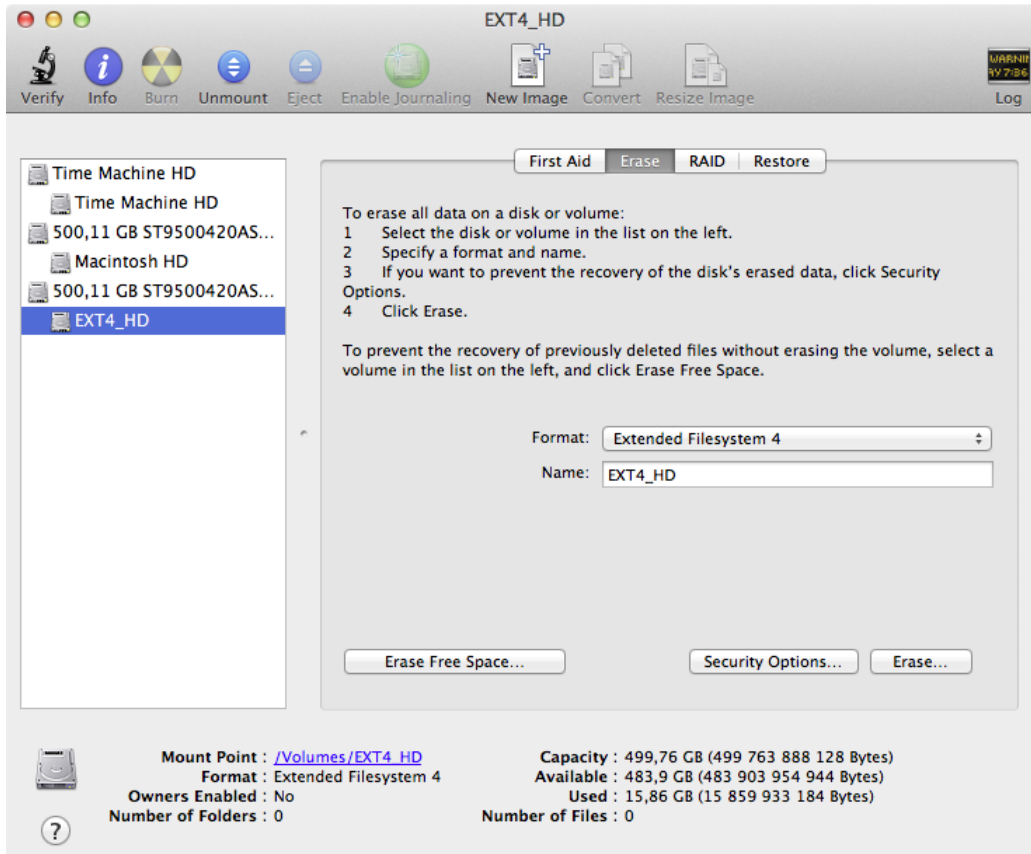 EXT4_HD
Verify Info Burn Unmount Eject Enable Journaling New Image Convert Resize Image Log
WARNIN
Time Machine HD
Time Machine HD
500,11 GB ST9500420AS...
Macintosh HD
500,11 GB ST9500420AS...
EXT4_HD
First Aid Erase RAID Restore
To erase all data on a disk or volume:
1 Select the disk or volume in the list on the left.
2 Specify a format and name.
3 If you want to prevent the recovery of the disk's erased data, click Security
Options.
4 Click Erase.
To prevent the recovery of previously deleted files without erasing the volume, select a
volume in the list on the left, and click Erase Free Space.
Format: Extended Filesystem 4
Name: EXT4_HD
Erase Free Space... Security Options... Erase...
Mount Point : /Volumes/EXT4_HD
Format : Extended Filesystem 4
Owners Enabled : No
Number of Folders : 0
Capacity : 499,76 GB (499 763 888 128 Bytes)
Available : 483,9 GB (483 903 954 944 Bytes)
Used : 15,86 GB (15 859 933 184 Bytes)
Number of Files : 0
?